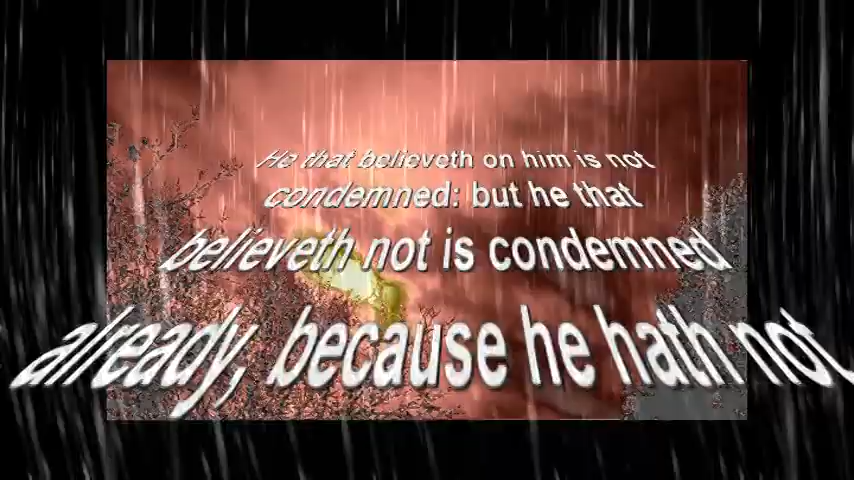 He that believeth on him is not
condemned: but he that
believeth not is condemned
already, because he hath not